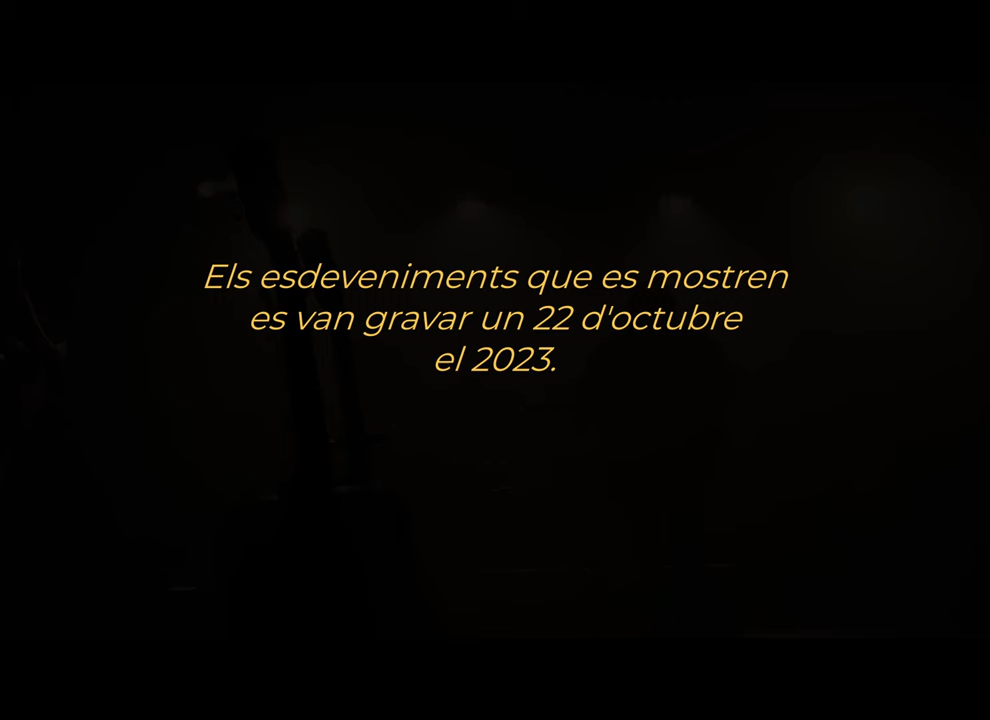 Els esdeveniments que es mostren
es van gravar un 22 d'octubre
el 2023.